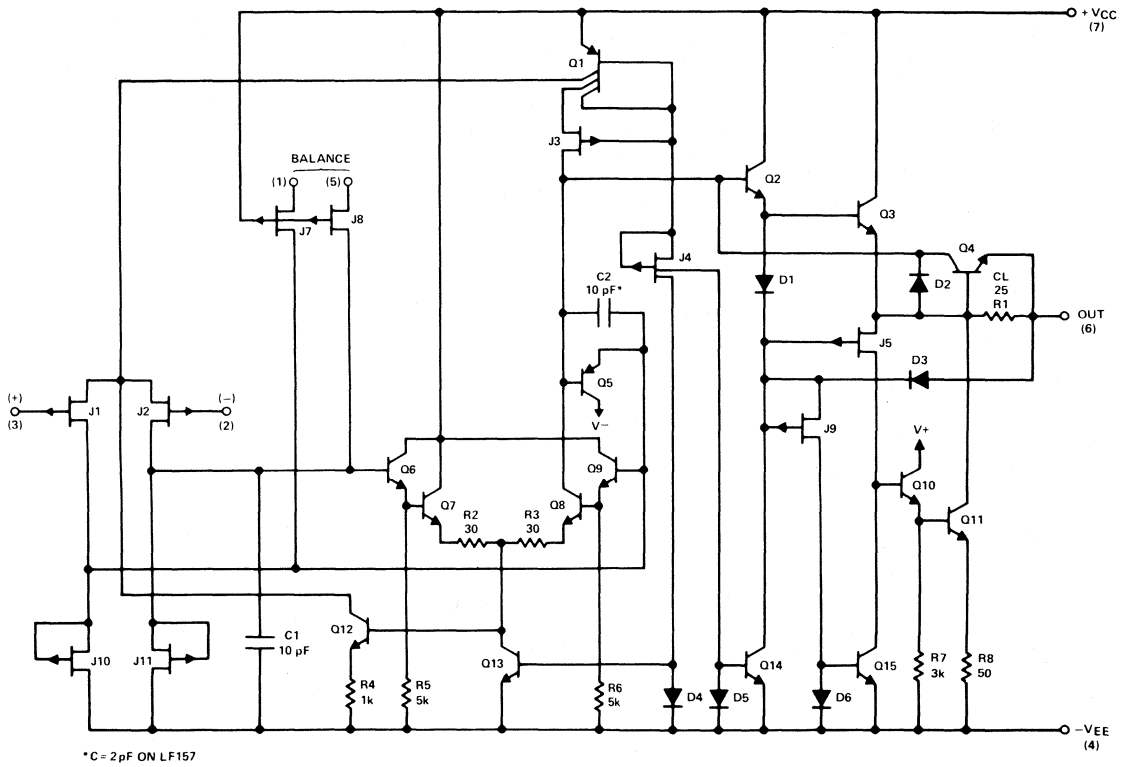 + VCC
(7)
Q1
J3
BALANCE
(1)
(5)
J7
J8
Q2
Q3
J4
Q4
D1
D2
CL
25
R1
OUT
(6)
C2
10 pF*
J5
D3
Q5
V−
(+)
(3)
J1
J2
(−)
(2)
J9
V+
Q6
Q9
Q7
Q8
R2
30
R3
30
Q10
Q11
J10
J11
C1
10 pF
Q12
Q13
R4
1k
R5
5k
R6
5k
D4
D5
Q14
D6
Q15
R7
3k
R8
50
−VEE
(4)
*C = 2pF ON LF157